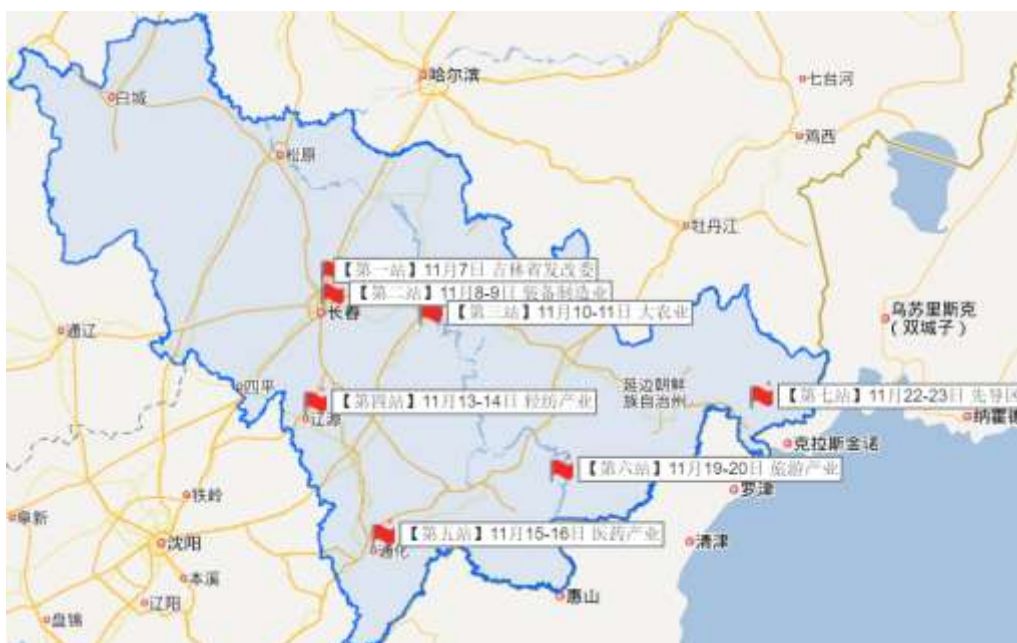 哈尔滨
七台河
白城
鸡西
松原
牡丹江
【第一站】11月7日 吉林省发改委
【第二站】11月8-9日 装备制造业
长春
【第三站】11月10-11日 大农业
乌苏里斯克
（双城子）
通辽
四平
延边朝鲜
族自治州
【第七站】11月22-23日 先导区
【第四站】11月13-14日 轻纺产业
辽源
纳霍德
克拉斯金诺
【第六站】11月19-20日 旅游产业
罗津
铁岭
阜新
【第五站】11月15-16日 医药产业
通化
沈阳
清津
本溪
辽阳
惠山
盘锦